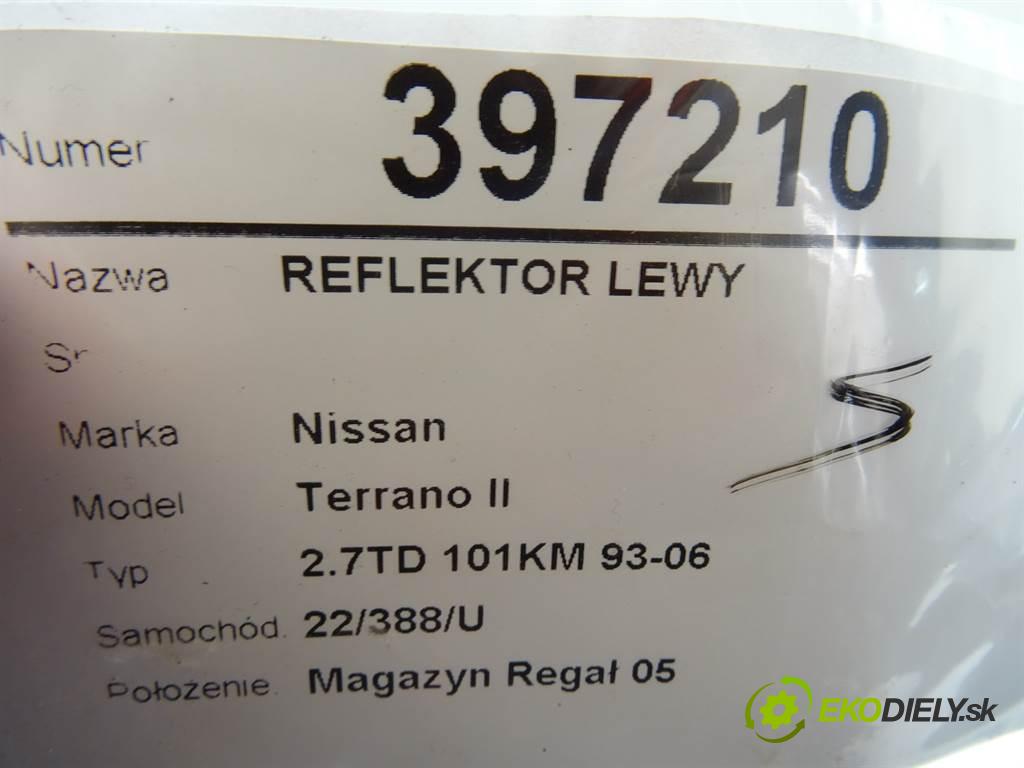 Numer 397210
Nazwa REFLEKTOR LEWY
Sr
Marka Nissan
Model Terrano II
Typ 2.7TD 101KM 93-06
Samochód. 22/388/U
Położenie. Magazyn Regał 05
EKODIELY.sk